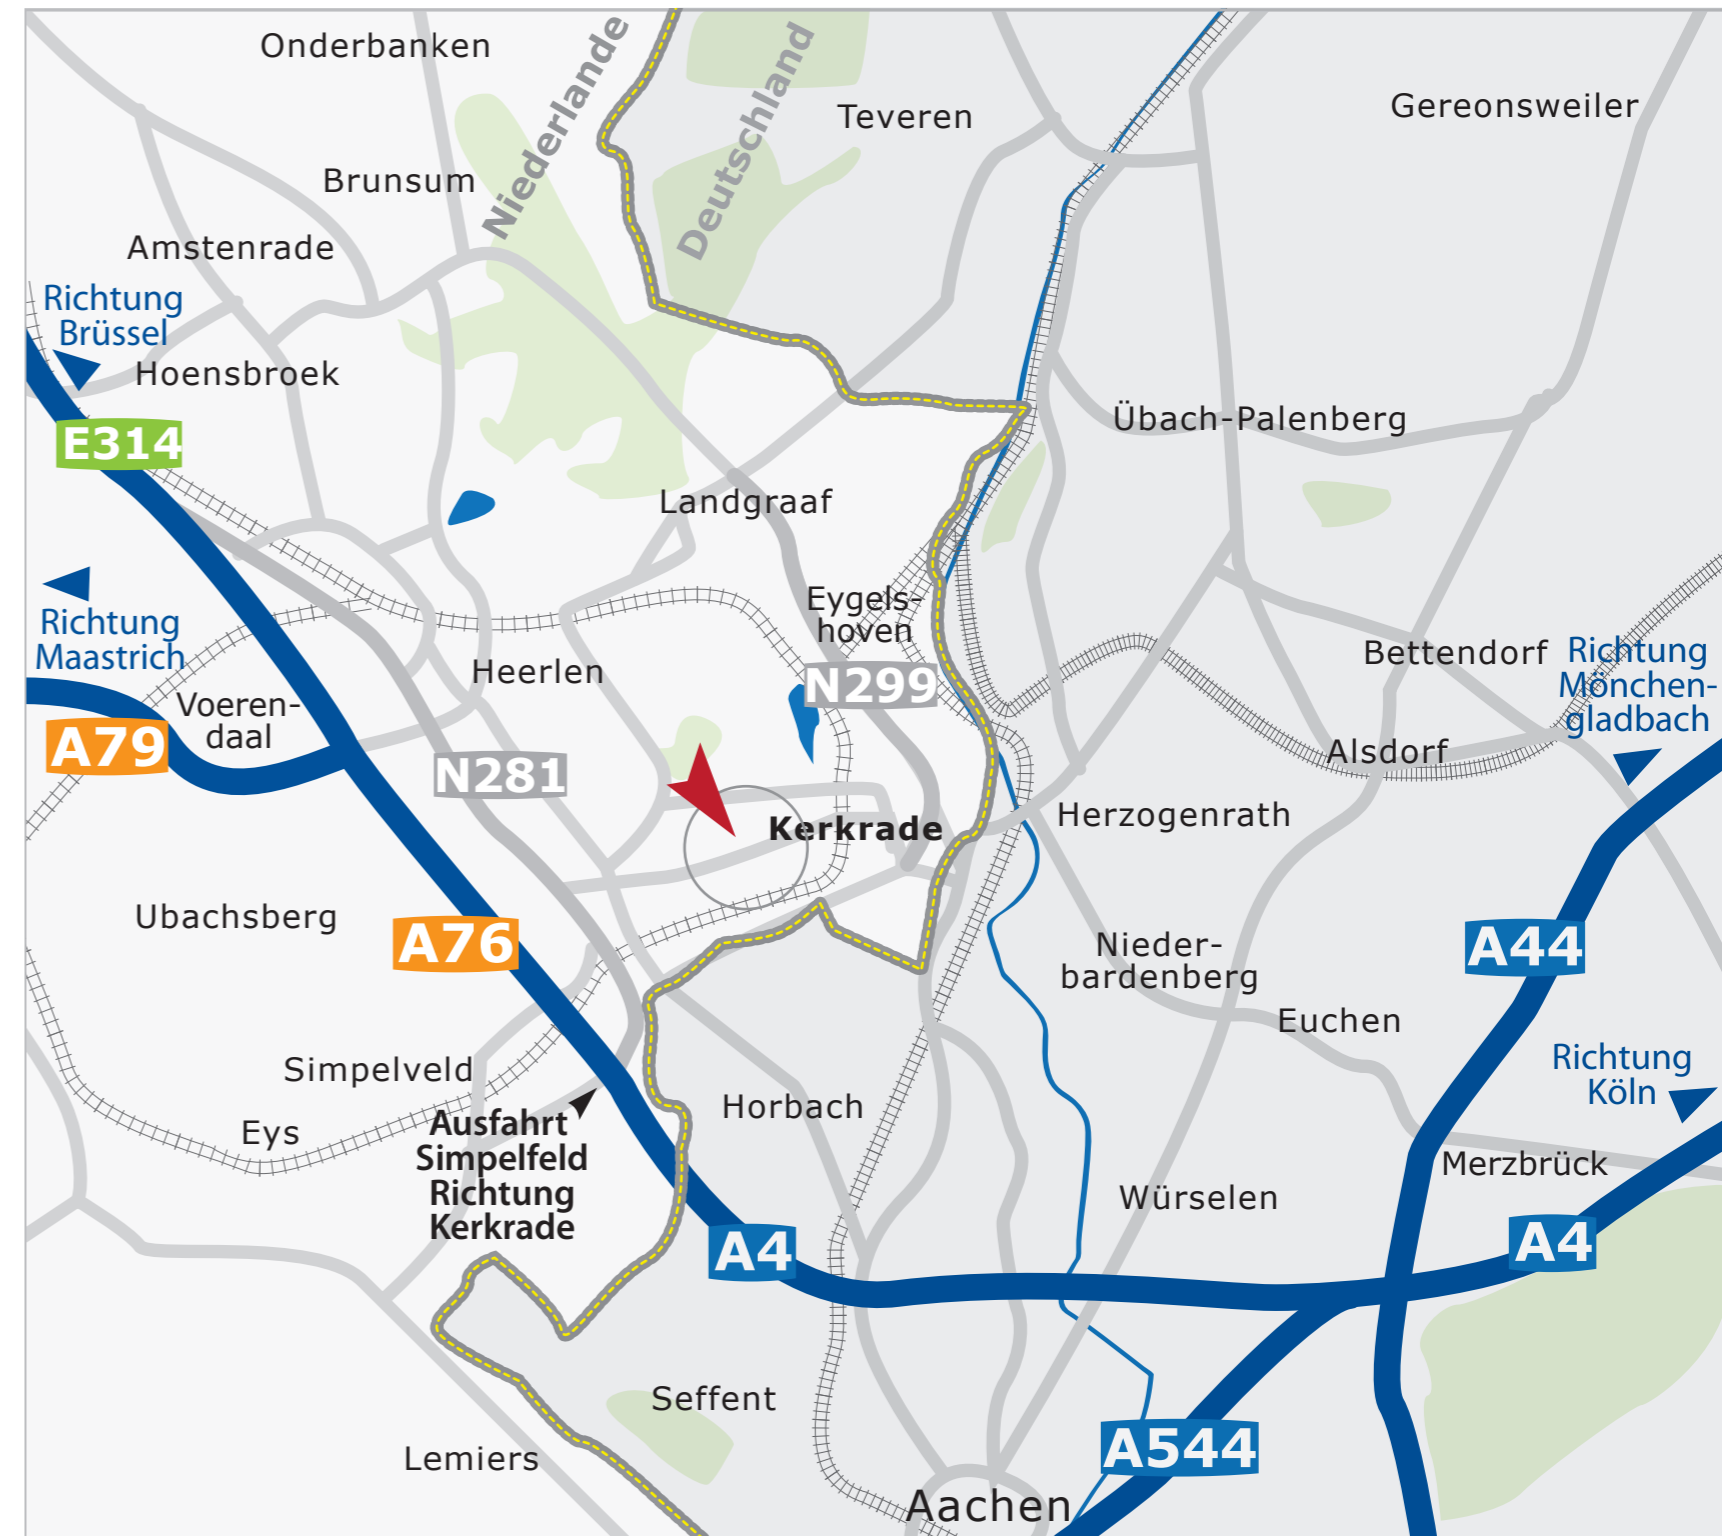 Onderbanken
Niederlande
Deutschland
Teveren
Gereonsweiler
Brunsum
Amstenrade
Richtung
Brüssel
Hoensbroek
E314
Übach-Palenberg
Landgraaf
Richtung
Maastrich
Eygels-
hoven
Heerlen
N299
Bettendorf
Richtung
Mönchen-
gladbach
Voeren-
daal
A79
N281
Alsdorf
Kerkrade
Herzogenrath
Ubachsberg
A76
Nieder-
bardenberg
A44
Euchen
Simpelveld
Richtung
Köln
Horbach
Eys
Ausfahrt
Simpelfeld
Richtung
Kerkrade
Merzbrück
Würselen
A4
A4
Seffent
Lemiers
A544
Aachen